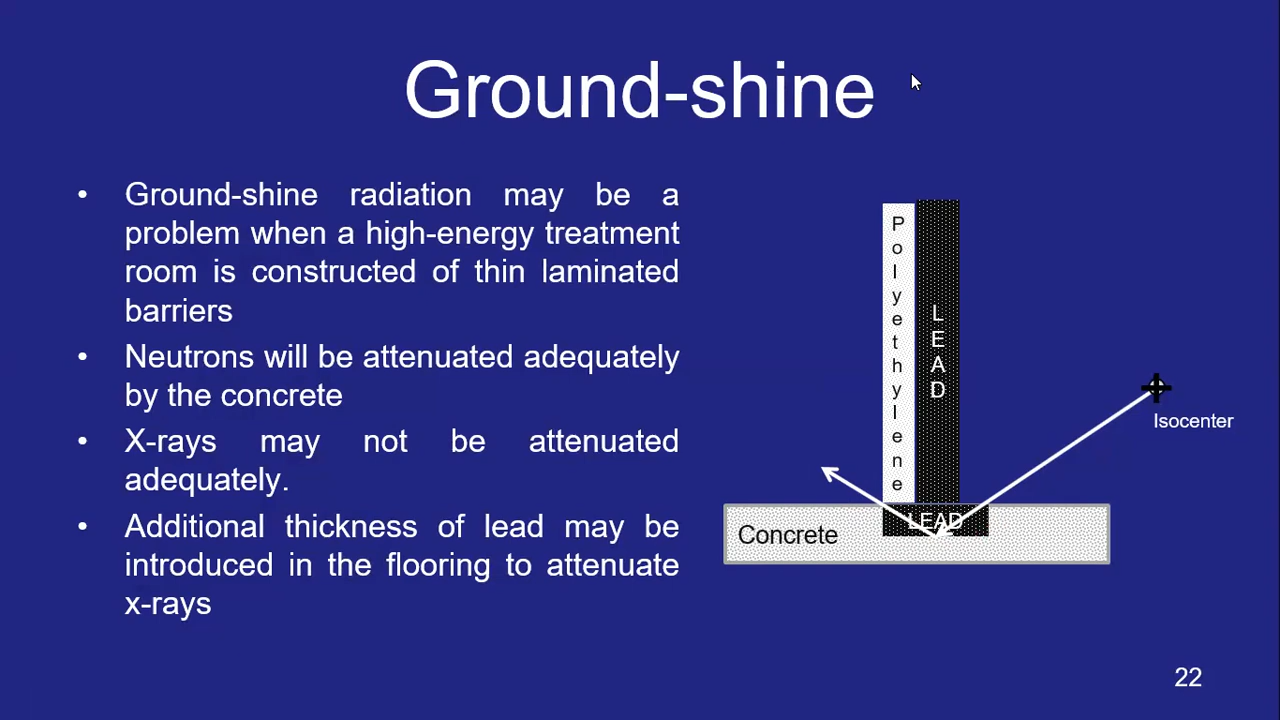 Ground-shine
• Ground-shine radiation may be a
problem when a high-energy treatment
room is constructed of thin laminated
barriers
• Neutrons will be attenuated adequately
by the concrete
• X-rays may not be attenuated
adequately.
• Additional thickness of lead may be
introduced in the flooring to attenuate
x-rays
Polyethylene
LEAD
Isocenter
LEAD
Concrete
22